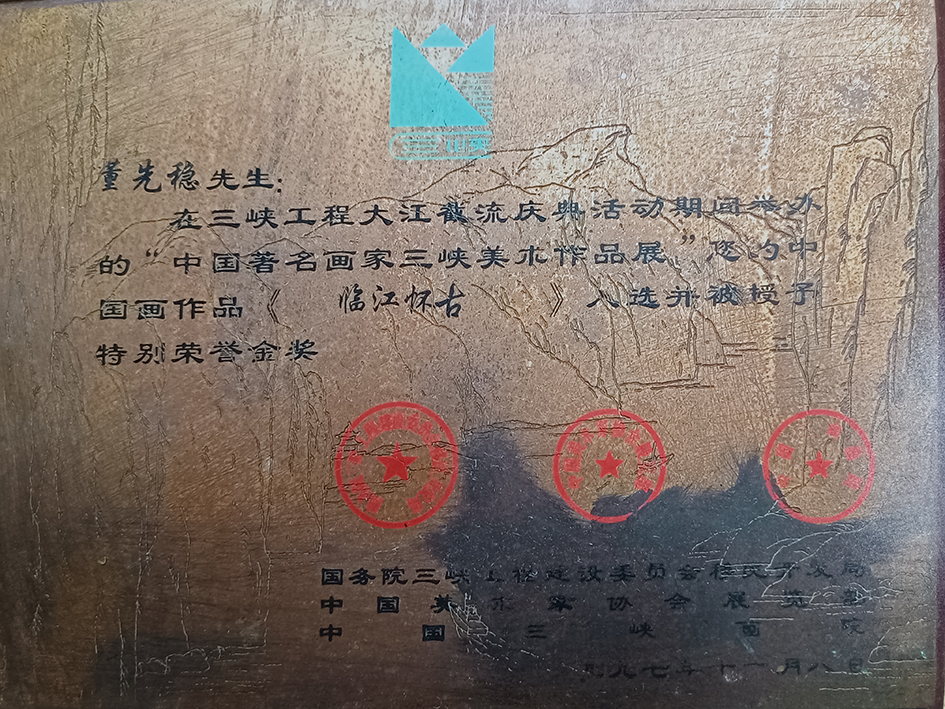 董先稳先生:
在三峡工程大江截流庆典活动期间举办
的“中国著名画家三峡美术作品展”您的中
国画作品《 临江怀古 》入选并被授予
特别荣誉金奖
国务院三峡工程建设委员会移民开发局
中国美术家协会展览部
中国三峡画院
九七年十一月八日